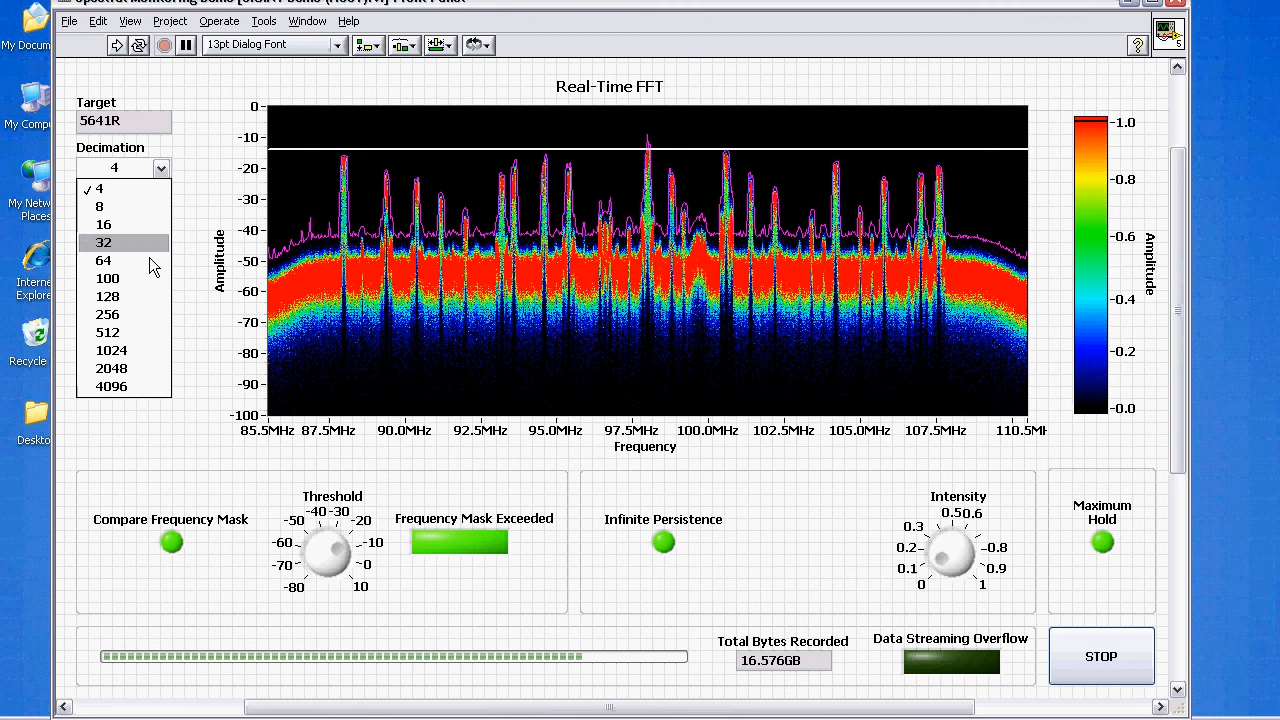 File Edit View Project Operate Tools Window Help
13pt Dialog Font
?
5
My Docum
My Compu
My Netw
Places
Interne
Explore
Recycle
Deskto
Real-Time FFT
Target
5641R
Decimation
4
4
8
16
32
64
100
128
256
512
1024
2048
4096
Amplitude
0
-10
-20
-30
-40
-50
-60
-70
-80
-90
-100
85.5MHz 87.5MHz 90.0MHz 92.5MHz 95.0MHz 97.5MHz 100.0MHz 102.5MHz 105.0MHz 107.5MHz 110.5MH
Frequency
1.0
0.8
0.6
0.4
0.2
0.0
Amplitude
Compare Frequency Mask
Threshold
-80
-70
-60
-50
-40
-30
-20
-10
0
10
Frequency Mask Exceeded
Infinite Persistence
Intensity
0
0.1
0.2
0.3
0.5
0.6
0.8
0.9
1
Maximum
Hold
Total Bytes Recorded
16.576GB
Data Streaming Overflow
STOP